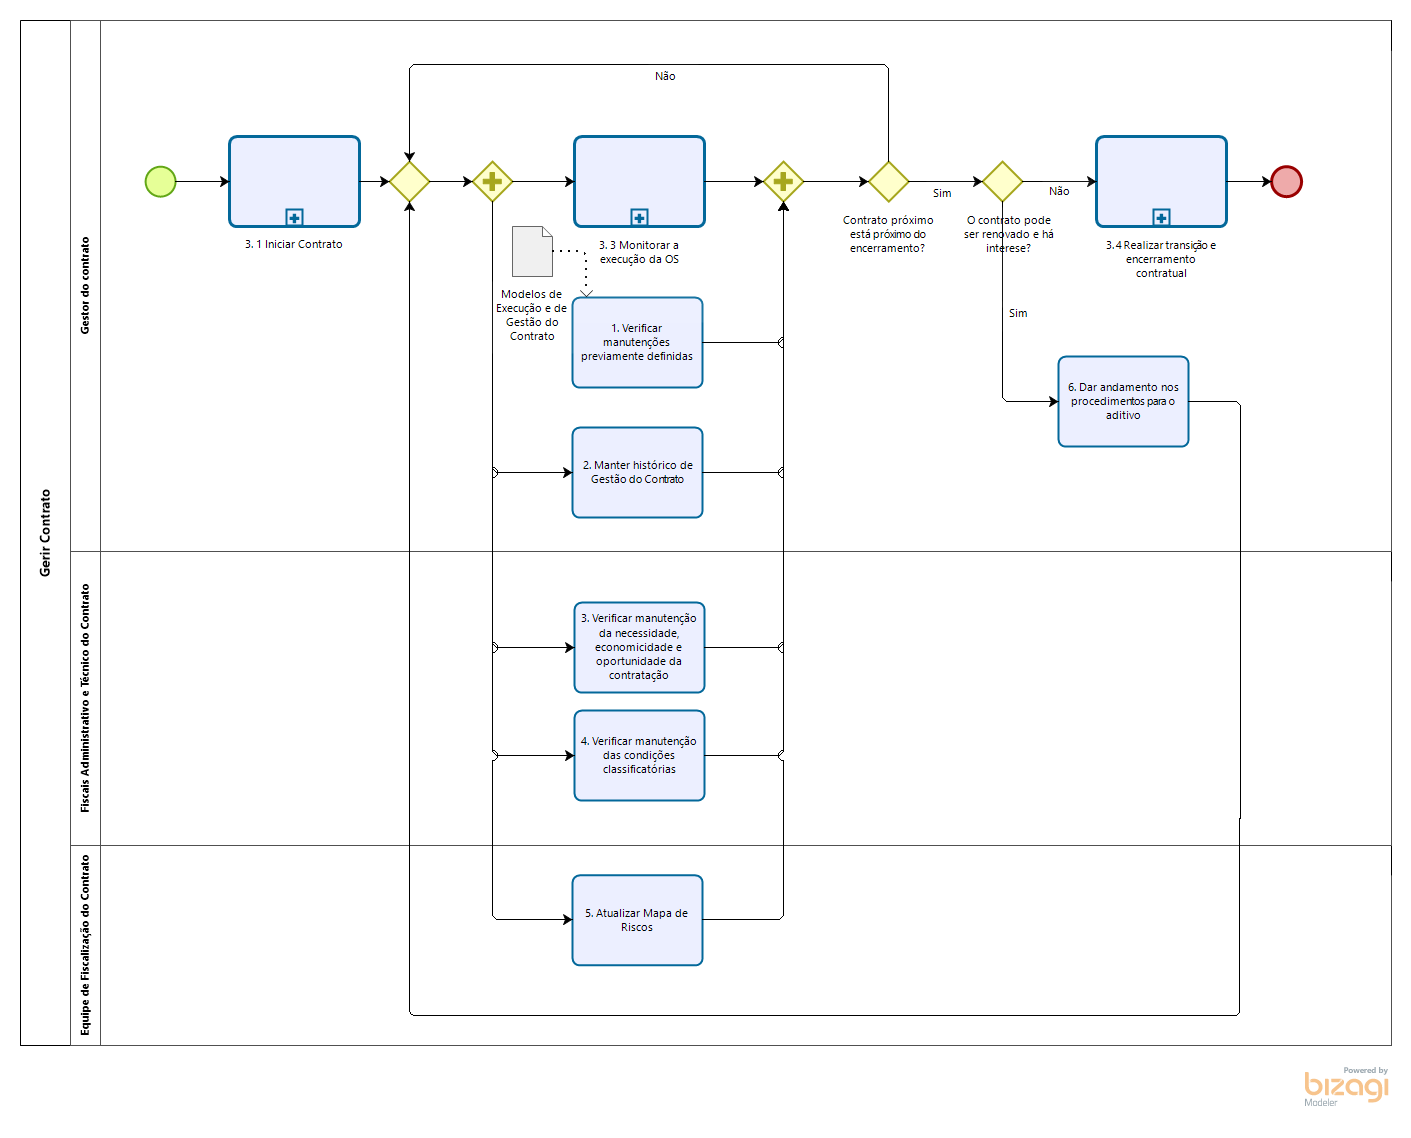 Gerir Contrato
Gestor do contrato
Fiscais Administrativo e Técnico do Contrato
Equipe de Fiscalização do Contrato
Não
3. 1 Iniciar Contrato
3. 3 Monitorar a
execução da OS
Contrato próximo
está próximo do
encerramento?
Sim
O contrato pode
ser renovado e há
interese?
Não
3.4 Realizar transição e
encerramento
contratual
Modelos de
Execução e de
Gestão do
Contrato
1. Verificar
manutenções
previamente definidas
Sim
6. Dar andamento nos
procedimentos para o
aditivo
2. Manter histórico de
Gestão do Contrato
3. Verificar manutenção
da necessidade,
economicidade e
oportunidade da
contratação
4. Verificar manutenção
das condições
classificatórias
5. Atualizar Mapa de
Riscos
Powered by
bizagi
Modeler